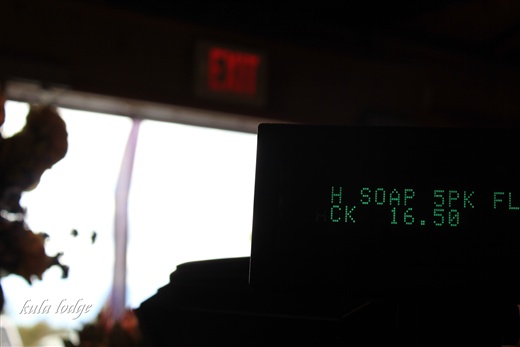 EXIT
H SOAP 5PK FL
CK 16.50
kula lodge